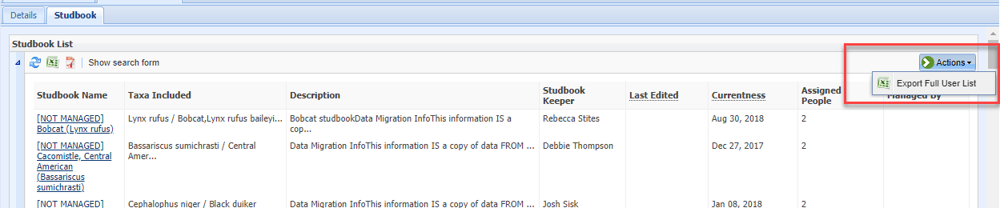 Details Studbook
Studbook List
Show search form Actions
Export Full User List
Studbook Name Taxa Included Description Studbook Keeper Last Edited Currentness Assigned People Managed By
[NOT MANAGED] Lynx rufus / Bobcat,Lynx rufus baileyi... Bobcat studbookData Migration InfoThis information IS a Rebecca Stites Aug 30, 2018 2
Bobcat (Lynx rufus) cop...
[NOT MANAGED] Bassariscus sumichrasti / Central Data Migration InfoThis information IS a copy of data FROM ... Debbie Thompson Dec 27, 2017 2
Cacomistle, Central Amer...
American
(Bassariscus
sumichrasti)
[NOT MANAGED] Cephalophus niger / Black duiker Data Migration InfoThis information IS a copy of data FROM ... Josh Sisk Jan 08, 2018 2